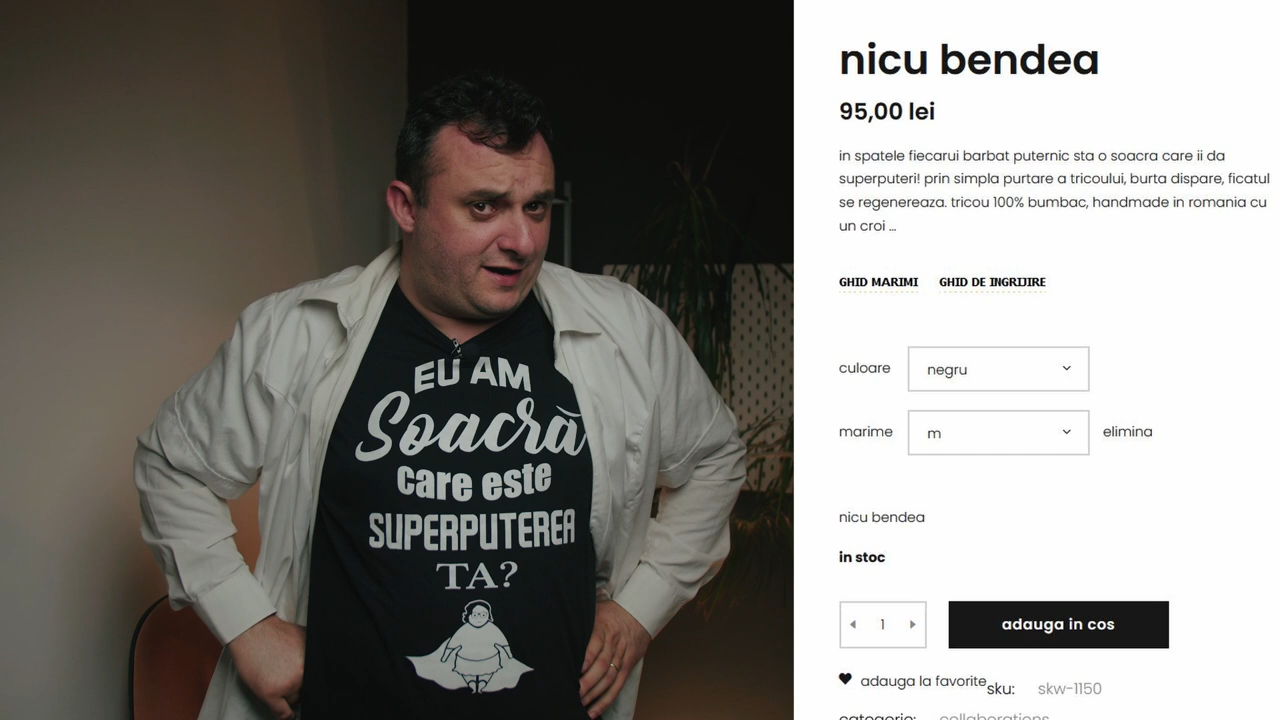 EU AM
Soacră
care este
SUPERPUTEREA
TA?
nicu bendea
95,00 lei
in spatele fiecarui barbat puternic sta o soacra care ii da
superputeri! prin simpla purtare a tricoului, burta dispare, ficatul
se regenereaza. tricou 100% bumbac, handmade in romania cu
un croi ...
GHID MARIMI GHID DE INGRIJIRE
culoare negru
marime m elimina
nicu bendea
in stoc
1 adauga in cos
adauga la favorite sku: skw-1150
categorie: collaborations